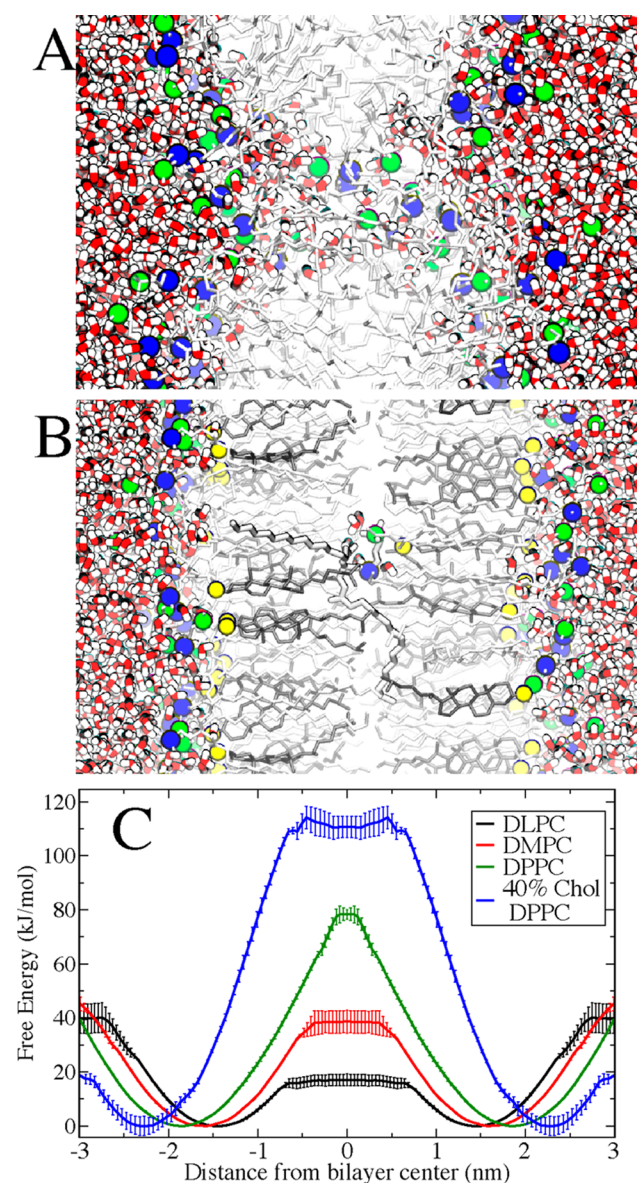 A
B
C
120
100
80
60
40
20
0
Free Energy (kJ/mol)
DLPC
DMPC
DPPC
40% Chol
DPPC
-3 -2 -1 0 1 2 3
Distance from bilayer center (nm)